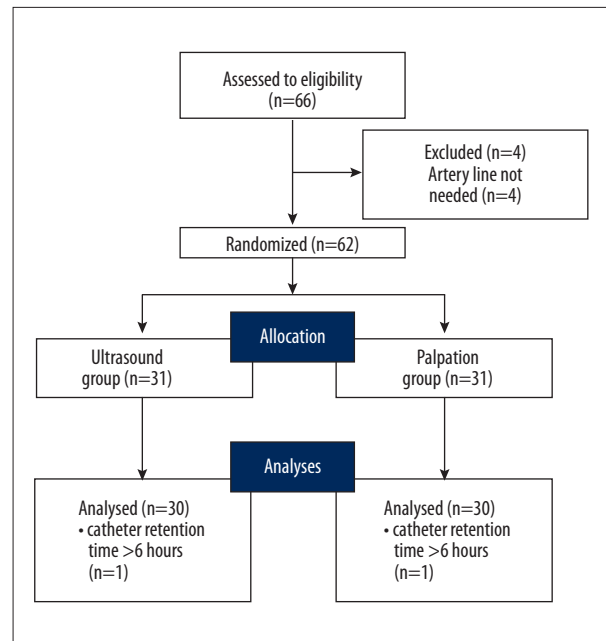 Assessed to eligibility
(n=66)
Excluded (n=4)
Artery line not
needed (n=4)
Randomized (n=62)
Allocation
Ultrasound
group (n=31)
Palpation
group (n=31)
Analyses
Analysed (n=30)
• catheter retention
time >6 hours
(n=1)
Analysed (n=30)
• catheter retention
time >6 hours
(n=1)